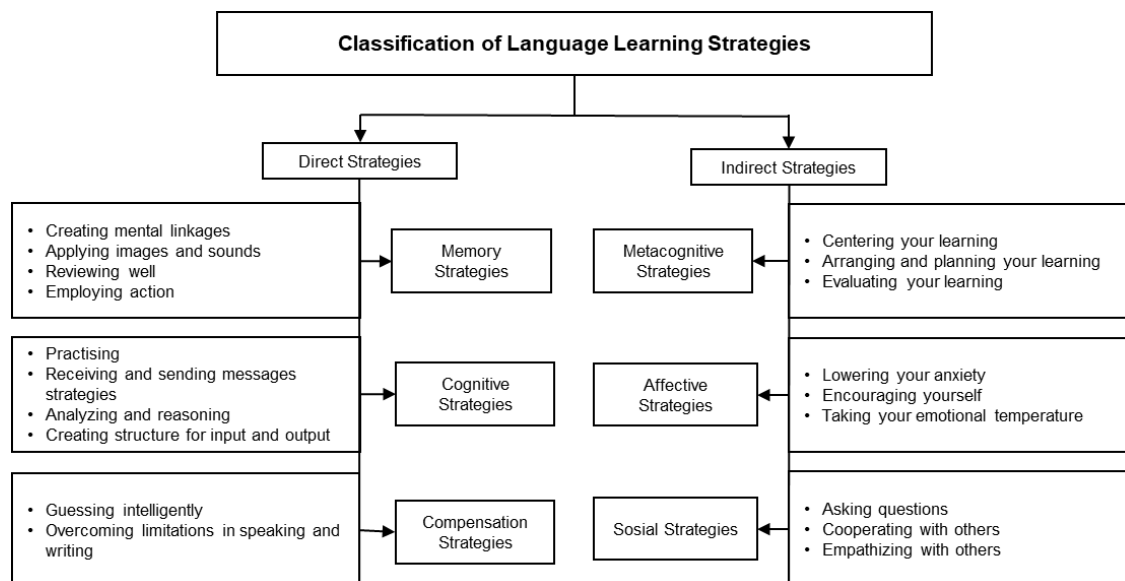 Classification of Language Learning Strategies
Direct Strategies
Indirect Strategies
• Creating mental linkages
• Applying images and sounds
• Reviewing well
• Employing action
Memory
Strategies
Metacognitive
Strategies
• Centering your learning
• Arranging and planning your learning
• Evaluating your learning
• Practising
• Receiving and sending messages
strategies
• Analyzing and reasoning
• Creating structure for input and output
Cognitive
Strategies
Affective
Strategies
• Lowering your anxiety
• Encouraging yourself
• Taking your emotional temperature
• Guessing intelligently
• Overcoming limitations in speaking and
writing
Compensation
Strategies
Sosial Strategies
• Asking questions
• Cooperating with others
• Empathizing with others